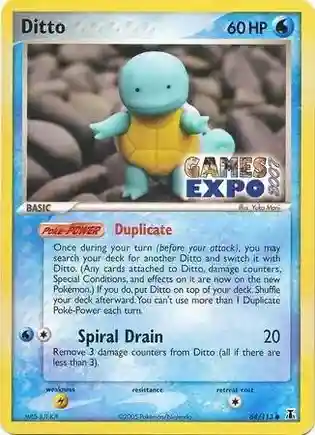 Ditto 60 HP
GAMES
EXPO 2007
BASIC Illus. Yuko Morii
Poké-POWER Duplicate
Once during your turn (before your attack), you may
search your deck for another Ditto and switch it with
Ditto. (Any cards attached to Ditto, damage counters,
Special Conditions, and effects on it are now on the new
Pokémon.) If you do, put Ditto on top of your deck. Shuffle
your deck afterward. You can't use more than 1 Duplicate
Poké-Power each turn.
Spiral Drain 20
Remove 3 damage counters from Ditto (all if there are
less than 3).
weakness resistance retreat cost
©2005 Pokémon/Nintendo 64/113